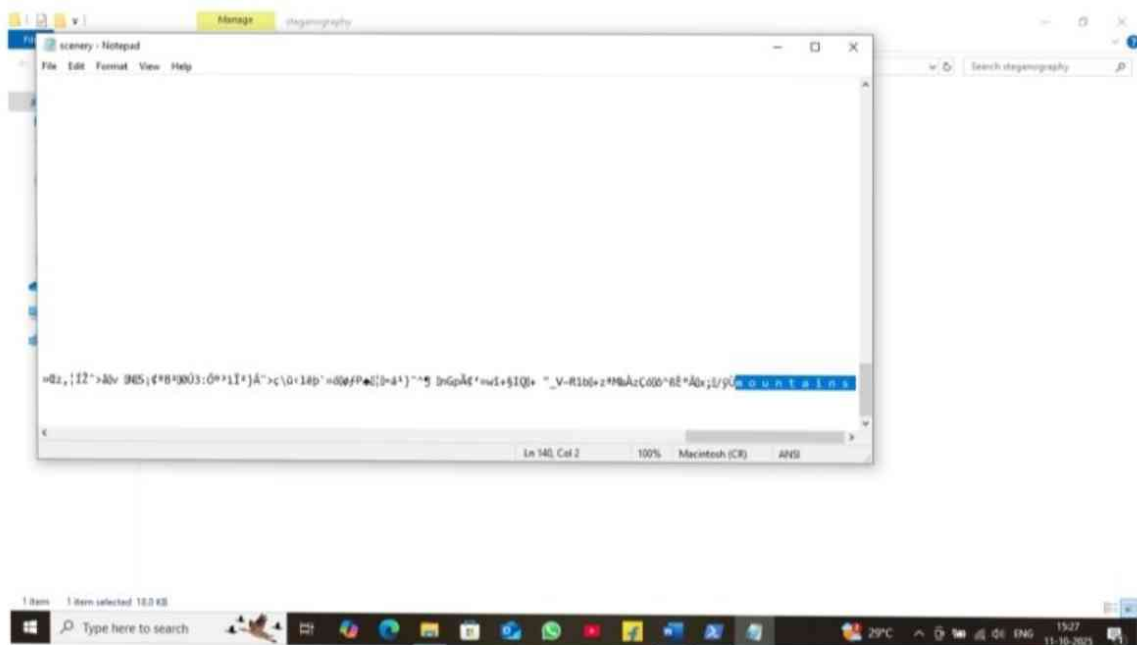 Manage
steganography
scenery - Notepad
File Edit Format View Help
Search steganography
mountains
Ln 140, Col 2
100%
Macintosh (CR)
ANSI
1 item
1 item selected 18.0 KB
Type here to search
29°C
ENG
15:27
11-10-2025